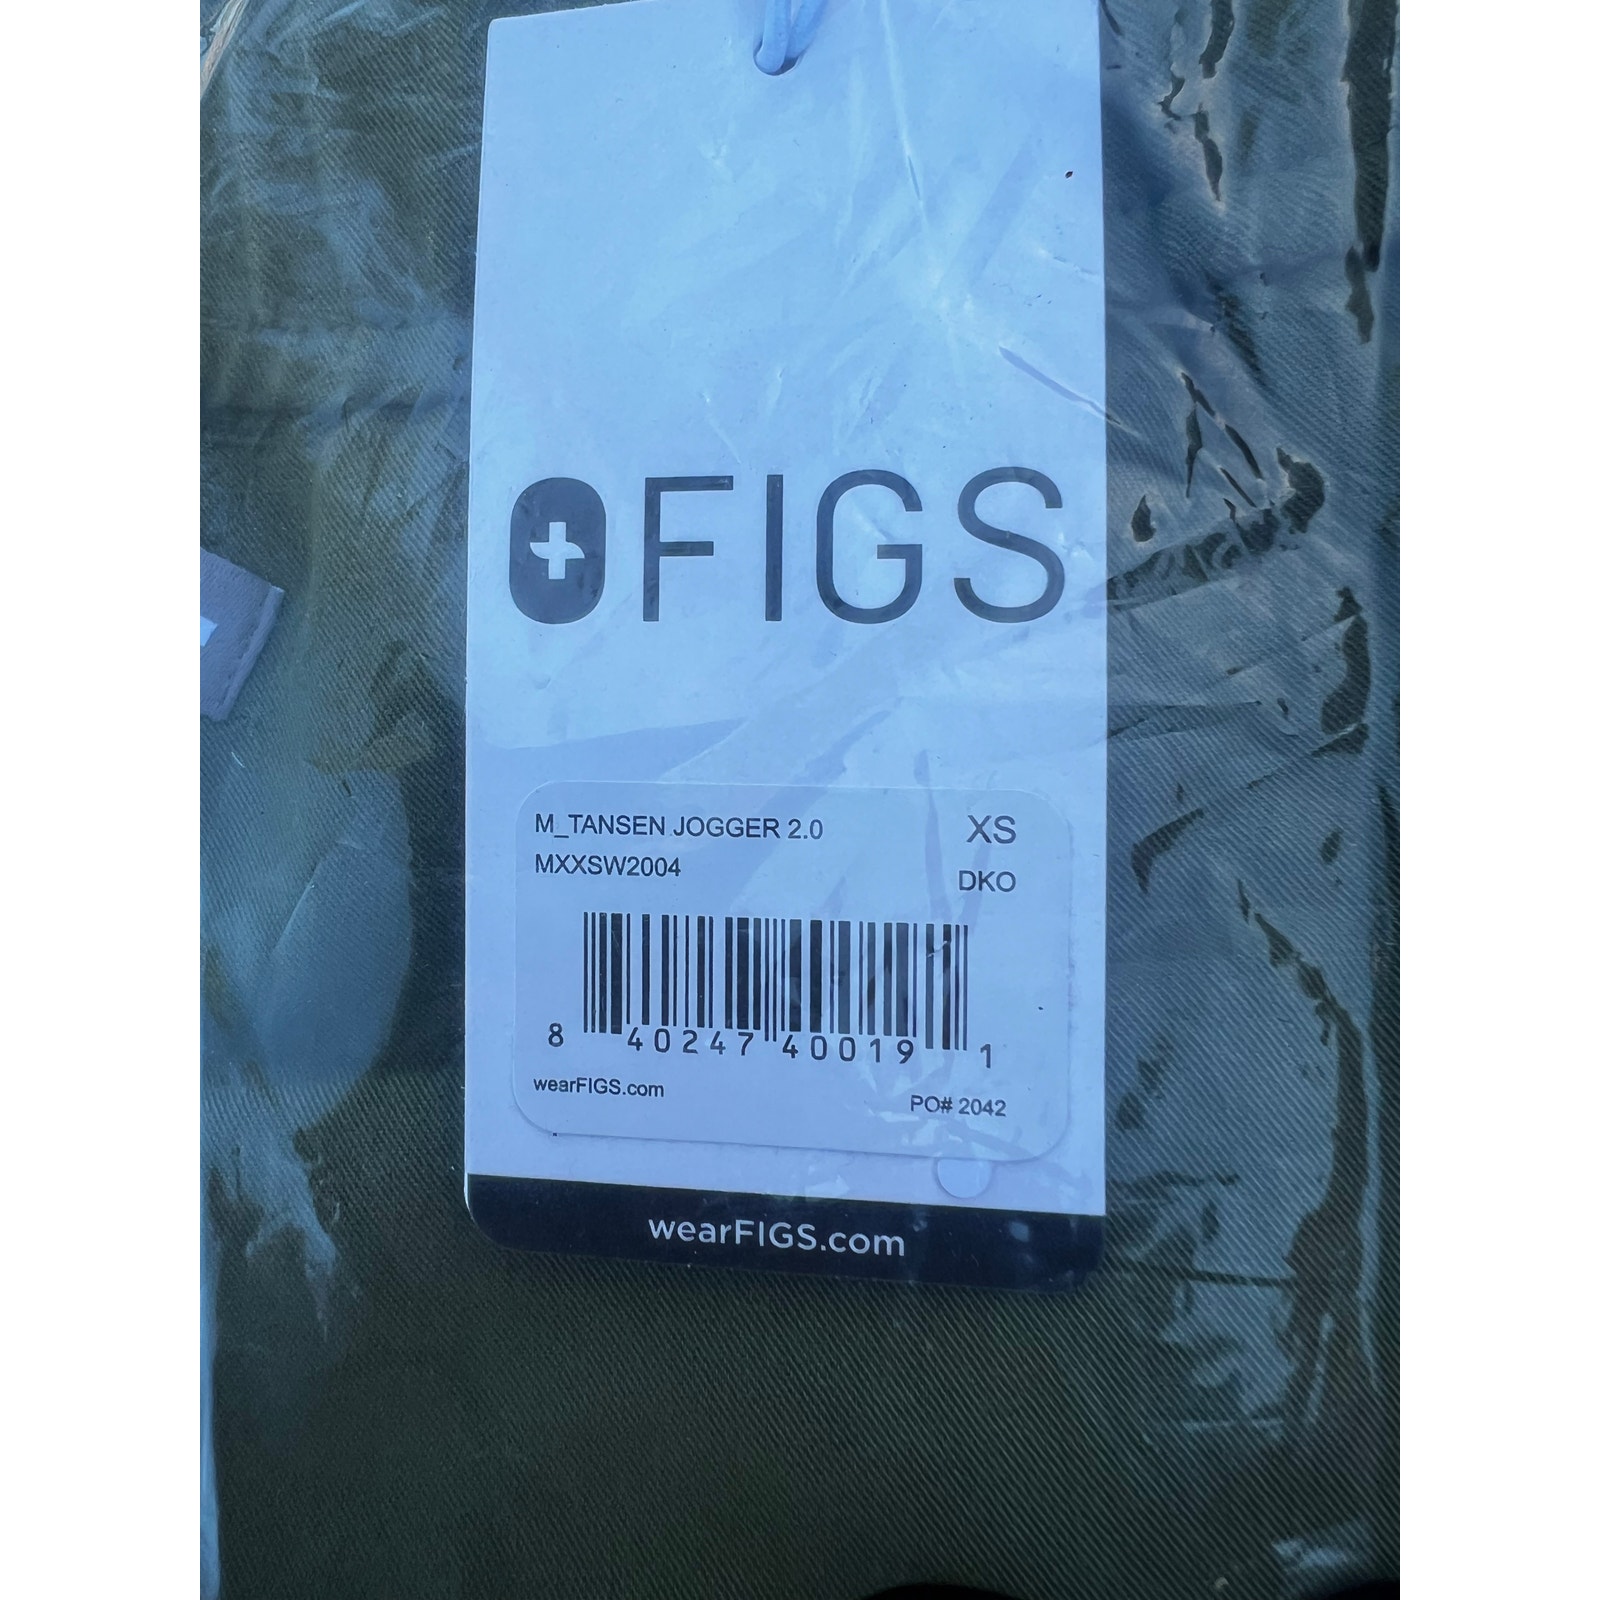 FIGS
M_TANSEN JOGGER 2.0 XS
MXXSW2004 DKO
8 40247 40019 1
wearFIGS.com PO# 2042
wearFIGS.com